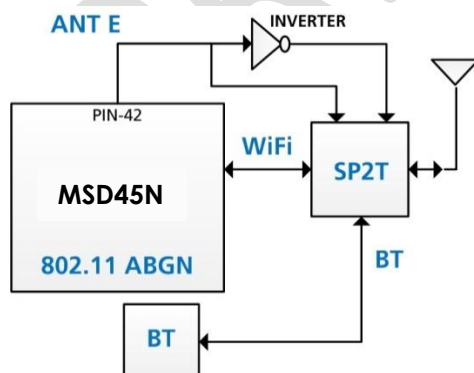 ANT E
INVERTER
PIN-42
WiFi
SP2T
MSD45N
802.11 ABGN
BT
BT